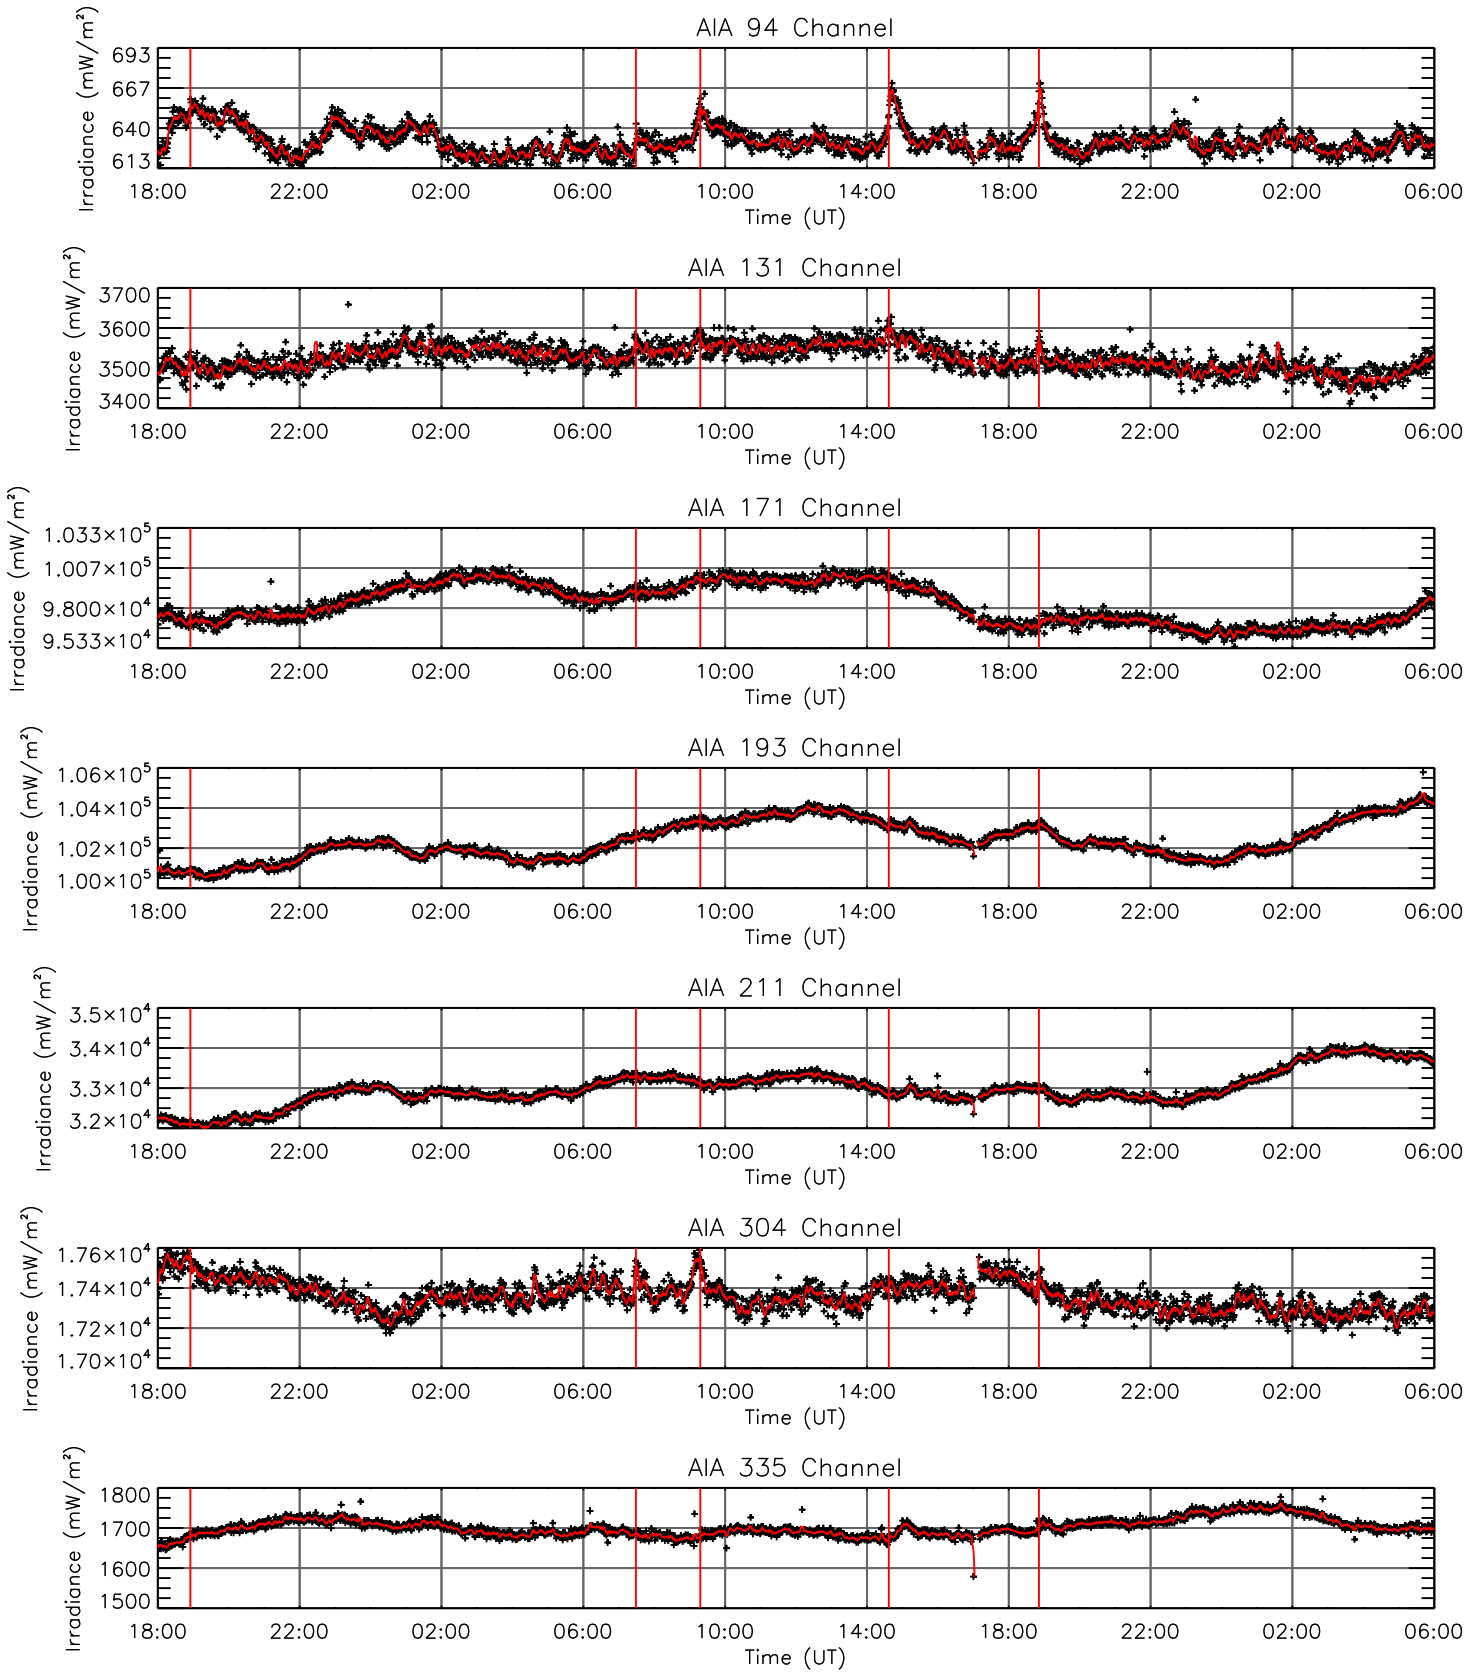 AIA 94 Channel
Irradiance (mW/m²)
693
667
640
613
18:00 22:00 02:00 06:00 10:00 14:00 18:00 22:00 02:00 06:00
Time (UT)
AIA 131 Channel
Irradiance (mW/m²)
3700
3600
3500
3400
18:00 22:00 02:00 06:00 10:00 14:00 18:00 22:00 02:00 06:00
Time (UT)
AIA 171 Channel
Irradiance (mW/m²)
1.033×10⁵
1.007×10⁵
9.800×10⁴
9.533×10⁴
18:00 22:00 02:00 06:00 10:00 14:00 18:00 22:00 02:00 06:00
Time (UT)
AIA 193 Channel
Irradiance (mW/m²)
1.06×10⁵
1.04×10⁵
1.02×10⁵
1.00×10⁵
18:00 22:00 02:00 06:00 10:00 14:00 18:00 22:00 02:00 06:00
Time (UT)
AIA 211 Channel
Irradiance (mW/m²)
3.5×10⁴
3.4×10⁴
3.3×10⁴
3.2×10⁴
18:00 22:00 02:00 06:00 10:00 14:00 18:00 22:00 02:00 06:00
Time (UT)
AIA 304 Channel
Irradiance (mW/m²)
1.76×10⁴
1.74×10⁴
1.72×10⁴
1.70×10⁴
18:00 22:00 02:00 06:00 10:00 14:00 18:00 22:00 02:00 06:00
Time (UT)
AIA 335 Channel
Irradiance (mW/m²)
1800
1700
1600
1500
18:00 22:00 02:00 06:00 10:00 14:00 18:00 22:00 02:00 06:00
Time (UT)